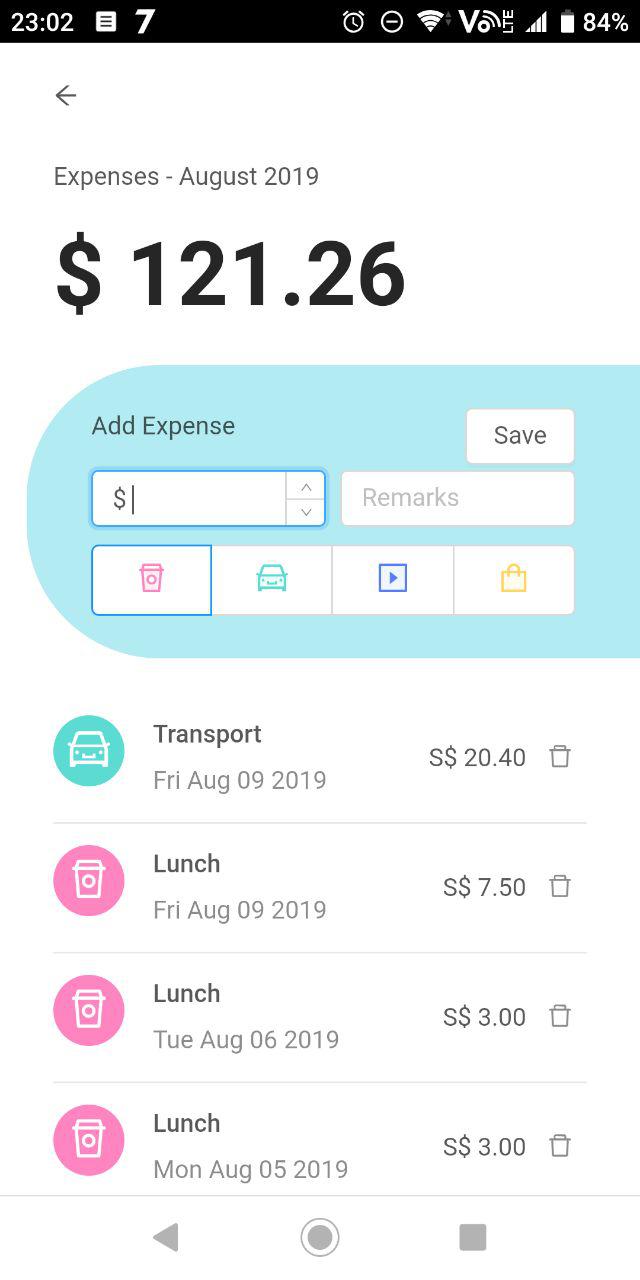 23:02 7 Vo LTE 84%
Expenses - August 2019
$ 121.26
Add Expense Save
$ Remarks
Transport
S$ 20.40
Fri Aug 09 2019
Lunch
S$ 7.50
Fri Aug 09 2019
Lunch
S$ 3.00
Tue Aug 06 2019
Lunch
S$ 3.00
Mon Aug 05 2019